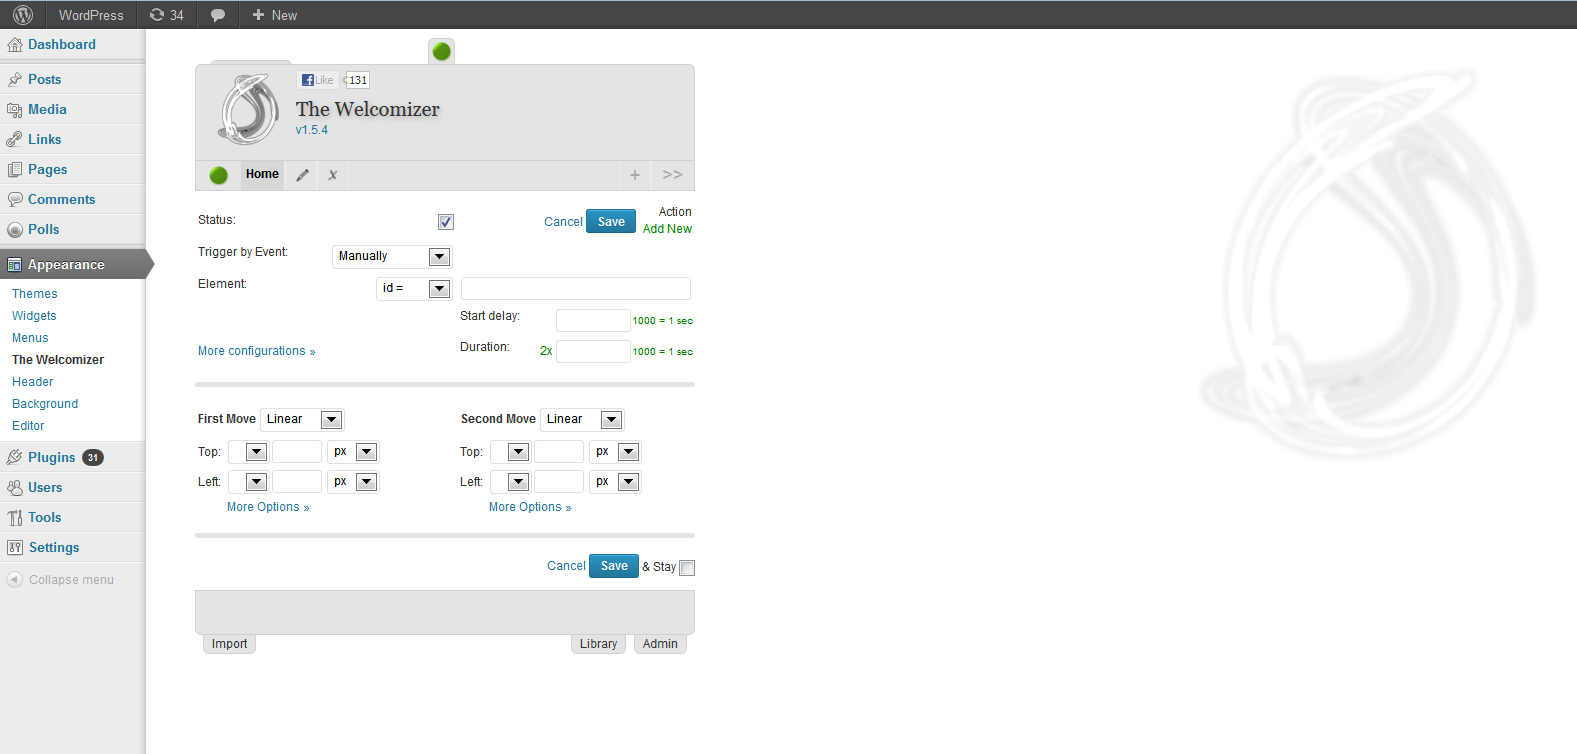 WordPress 34 New
Dashboard
Posts
Media
Links
Pages
Comments
Polls
Appearance
Themes
Widgets
Menus
The Welcomizer
Header
Background
Editor
Plugins 31
Users
Tools
Settings
Collapse menu
Like 131
The Welcomizer
v1.5.4
Home x + >>
Status: Cancel Save Action
Add New
Trigger by Event: Manually
Element: id =
Start delay: 1000 = 1 sec
More configurations » Duration: 2x 1000 = 1 sec
First Move Linear Second Move Linear
Top: px Top: px
Left: px Left: px
More Options » More Options »
Cancel Save & Stay
Import Library Admin